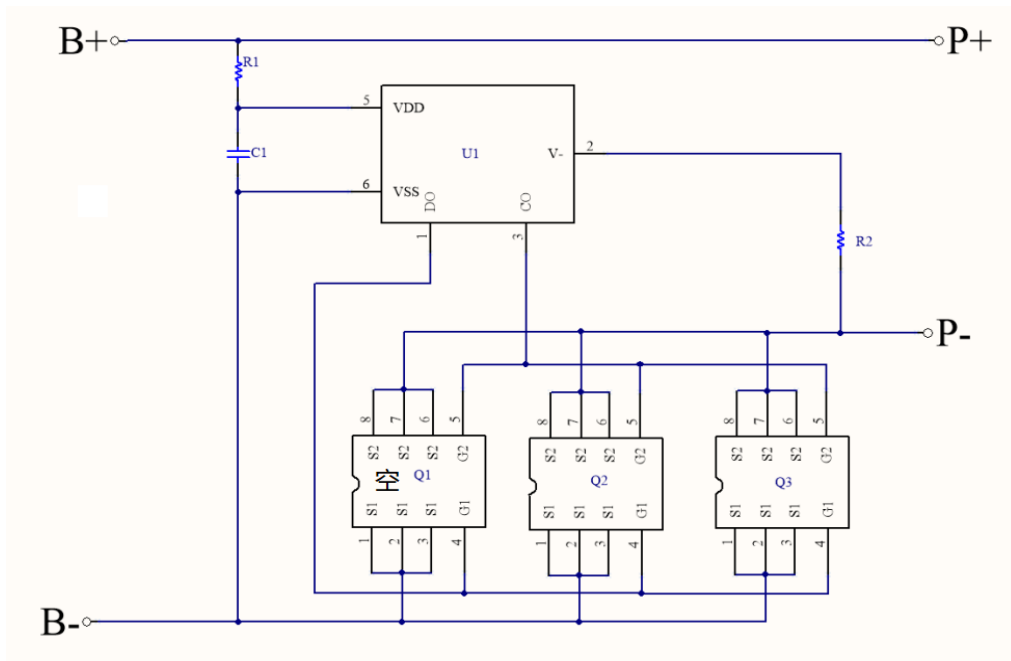 B+ P+
R1
5 VDD
U1 V- 2
C1
6 VSS
DO CO
1 3
R2
P-
8 7 6 5 8 7 6 5 8 7 6 5
S2 S2 S2 G2 S2 S2 S2 G2 S2 S2 S2 G2
空 Q1 Q2 Q3
S1 S1 S1 G1 S1 S1 S1 G1 S1 S1 S1 G1
1 2 3 4 1 2 3 4 1 2 3 4
B-